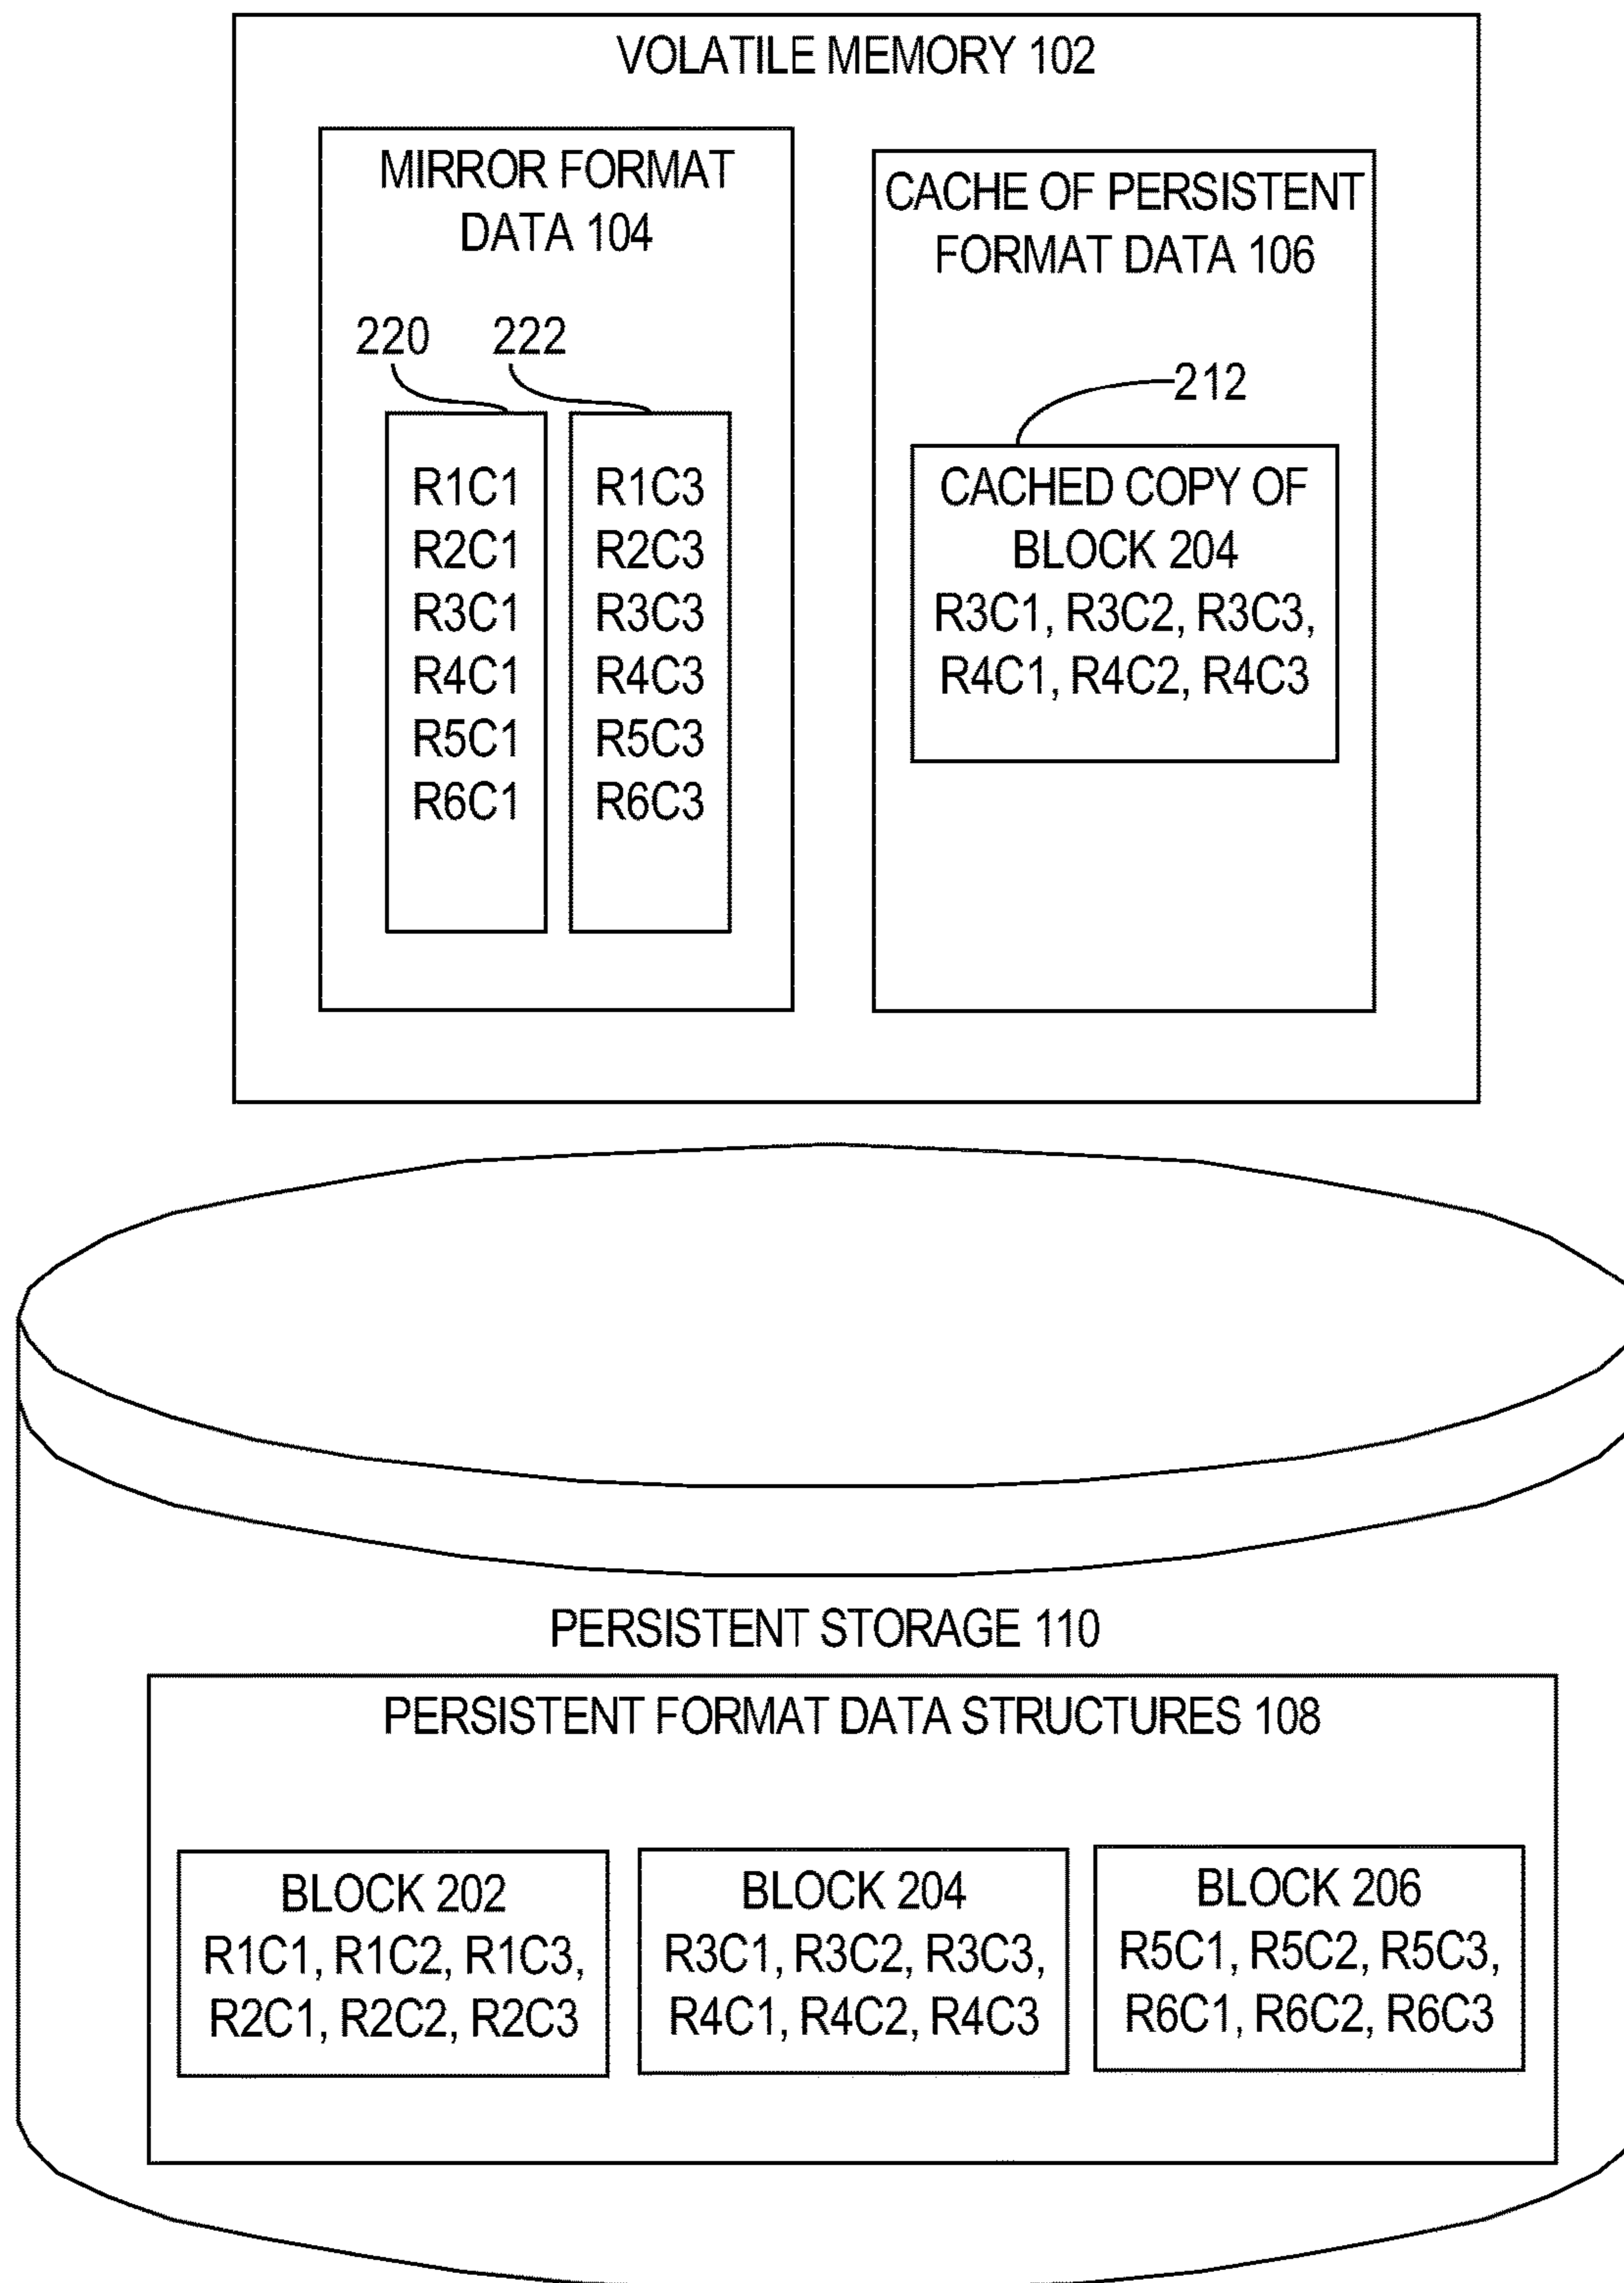 VOLATILE MEMORY 102
MIRROR FORMAT
DATA 104
220
222
R1C1
R2C1
R3C1
R4C1
R5C1
R6C1
R1C3
R2C3
R3C3
R4C3
R5C3
R6C3
CACHE OF PERSISTENT
FORMAT DATA 106
212
CACHED COPY OF
BLOCK 204
R3C1, R3C2, R3C3,
R4C1, R4C2, R4C3
PERSISTENT STORAGE 110
PERSISTENT FORMAT DATA STRUCTURES 108
BLOCK 202
R1C1, R1C2, R1C3,
R2C1, R2C2, R2C3
BLOCK 204
R3C1, R3C2, R3C3,
R4C1, R4C2, R4C3
BLOCK 206
R5C1, R5C2, R5C3,
R6C1, R6C2, R6C3